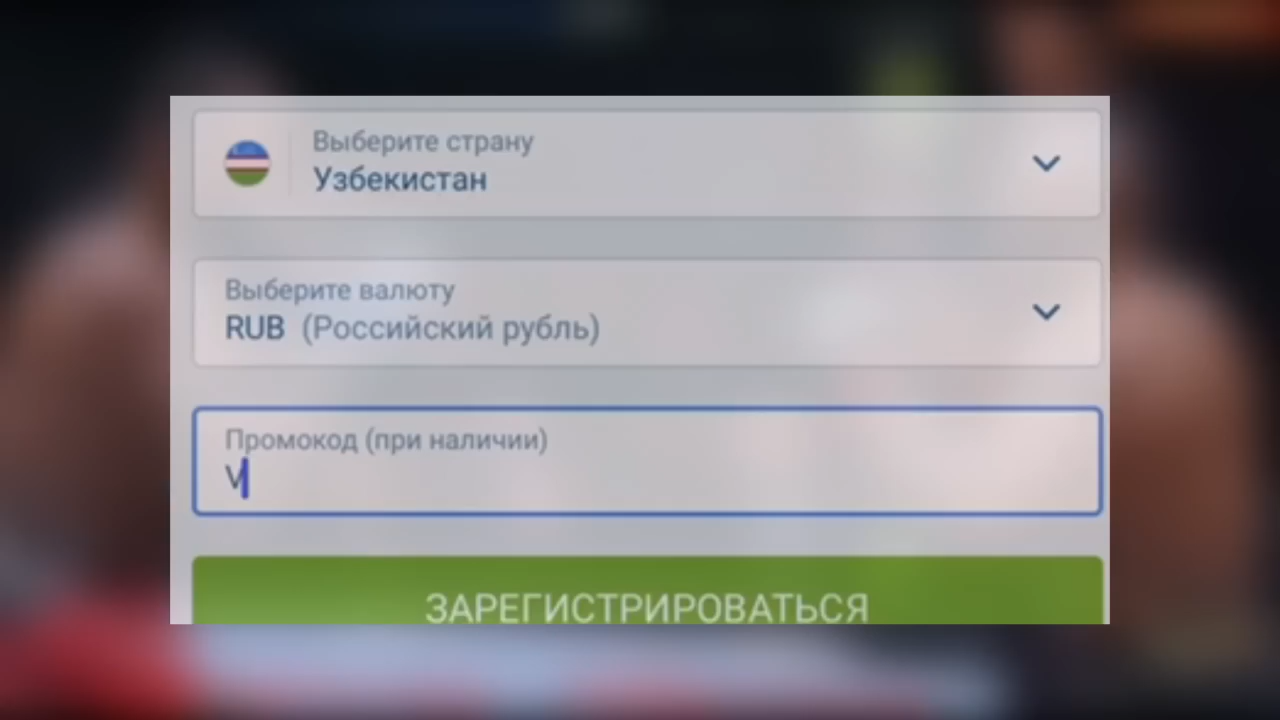 Выберите страну
Узбекистан
Выберите валюту
RUB (Российский рубль)
Промокод (при наличии)
V
ЗАРЕГИСТРИРОВАТЬСЯ